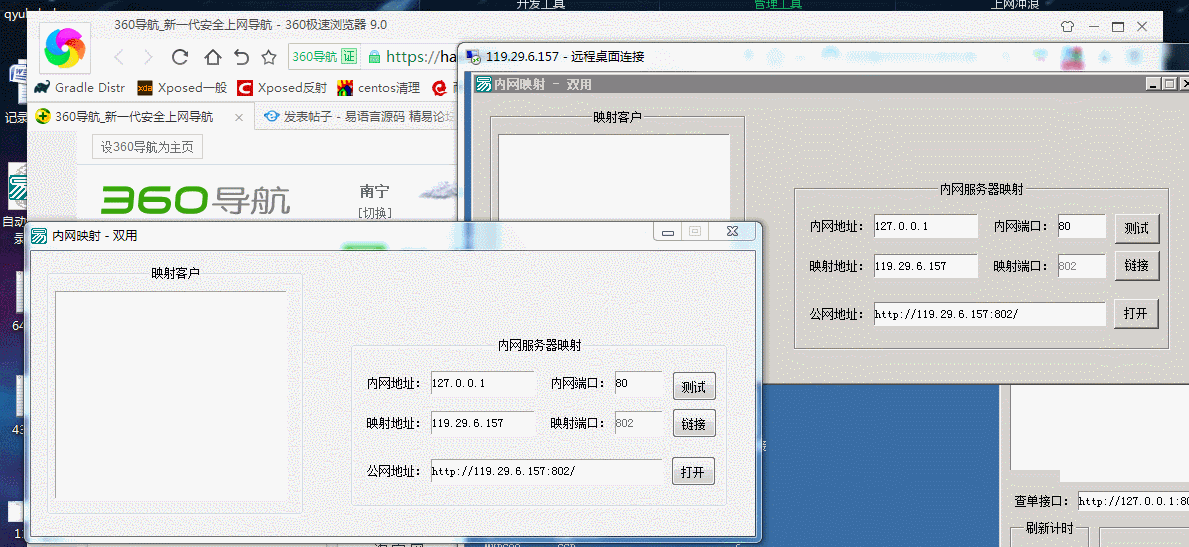 开发工具
管理工具
上网冲浪
360导航_新一代安全上网导航 - 360极速浏览器 9.0
360导航 证 https://ha
Gradle Distr Xposed一般 Xposed反射 centos清理
360导航_新一代安全上网导航 × 发表帖子 - 易语言源码 精易论坛
设360导航为主页
360导航
南宁
[切换]
记录
自动
录
64
43
119.29.6.157 - 远程桌面连接
内网映射 - 双用
映射客户
内网服务器映射
内网地址: 127.0.0.1 内网端口: 80 测试
映射地址: 119.29.6.157 映射端口: 802 链接
公网地址: http://119.29.6.157:802/ 打开
内网映射 - 双用
映射客户
内网服务器映射
内网地址: 127.0.0.1 内网端口: 80 测试
映射地址: 119.29.6.157 映射端口: 802 链接
公网地址: http://119.29.6.157:802/ 打开
查单接口: http://127.0.0.1:80
刷新计时